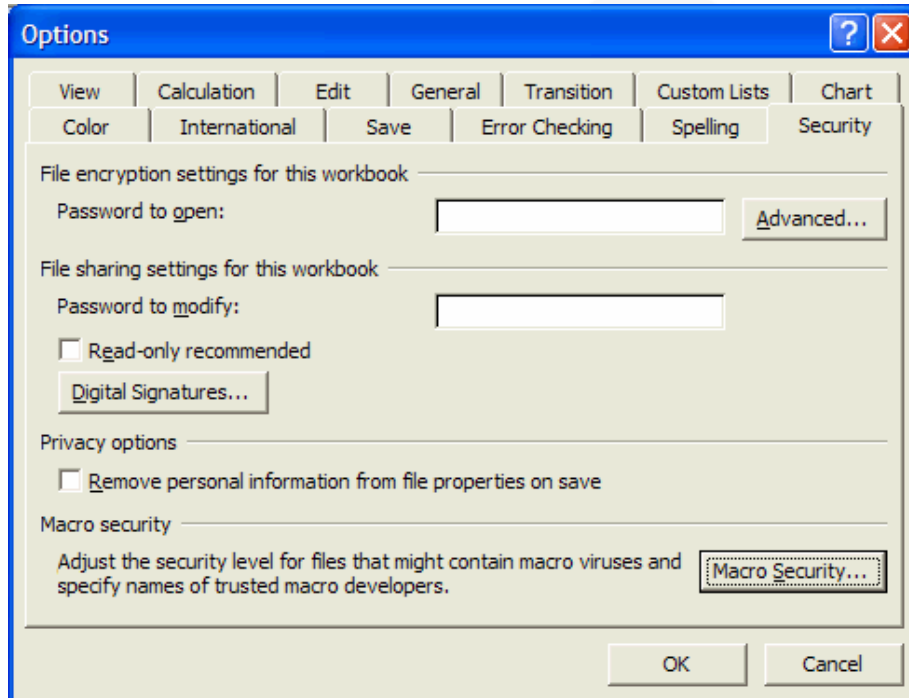 Options
View Calculation Edit General Transition Custom Lists Chart
Color International Save Error Checking Spelling Security
File encryption settings for this workbook
Password to open:
Advanced...
File sharing settings for this workbook
Password to modify:
Read-only recommended
Digital Signatures...
Privacy options
Remove personal information from file properties on save
Macro security
Adjust the security level for files that might contain macro viruses and
specify names of trusted macro developers.
Macro Security...
OK Cancel